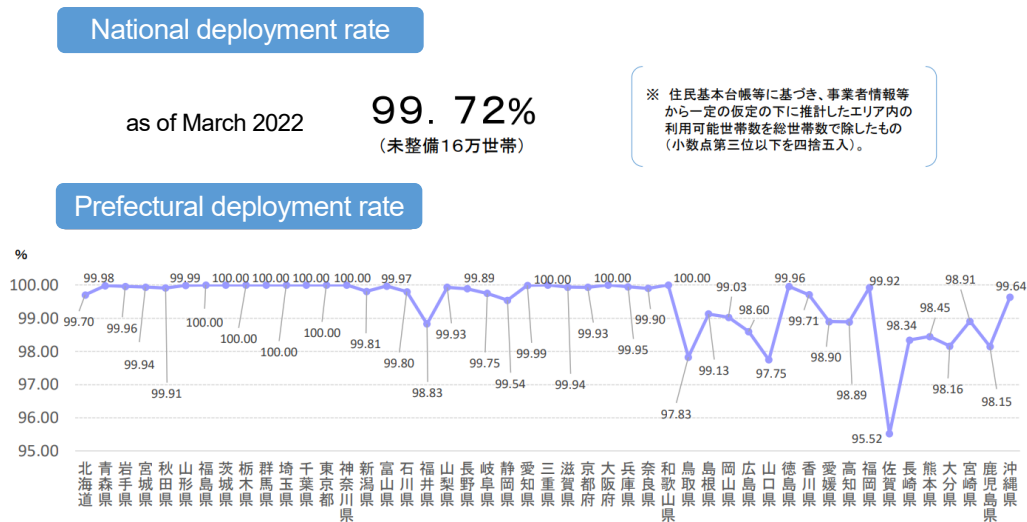 National deployment rate
as of March 2022
99．72%
（未整備16万世帯）
※ 住民基本台帳等に基づき、事業者情報等
から一定の仮定の下に推計したエリア内の
利用可能世帯数を総世帯数で除したもの
（小数点第三位以下を四捨五入）。
Prefectural deployment rate
%
100.00
99.00
98.00
97.00
96.00
95.00
99.70
99.98
99.96
99.94
99.91
99.99
100.00
100.00
100.00
100.00
100.00
100.00
100.00
100.00
99.81
99.97
99.80
98.83
99.93
99.89
99.75
99.54
99.99
100.00
99.94
99.93
100.00
99.95
99.90
100.00
97.83
99.13
99.03
98.60
97.75
99.96
99.71
98.90
98.89
99.92
95.52
98.34
98.45
98.16
98.91
98.15
99.64
北海道
青森県
岩手県
宮城県
秋田県
山形県
福島県
茨城県
栃木県
群馬県
埼玉県
千葉県
東京都
神奈川県
新潟県
富山県
石川県
福井県
山梨県
長野県
岐阜県
静岡県
愛知県
三重県
滋賀県
京都府
大阪府
兵庫県
奈良県
和歌山県
鳥取県
島根県
岡山県
広島県
山口県
徳島県
香川県
愛媛県
高知県
福岡県
佐賀県
長崎県
熊本県
大分県
宮崎県
鹿児島県
沖縄県